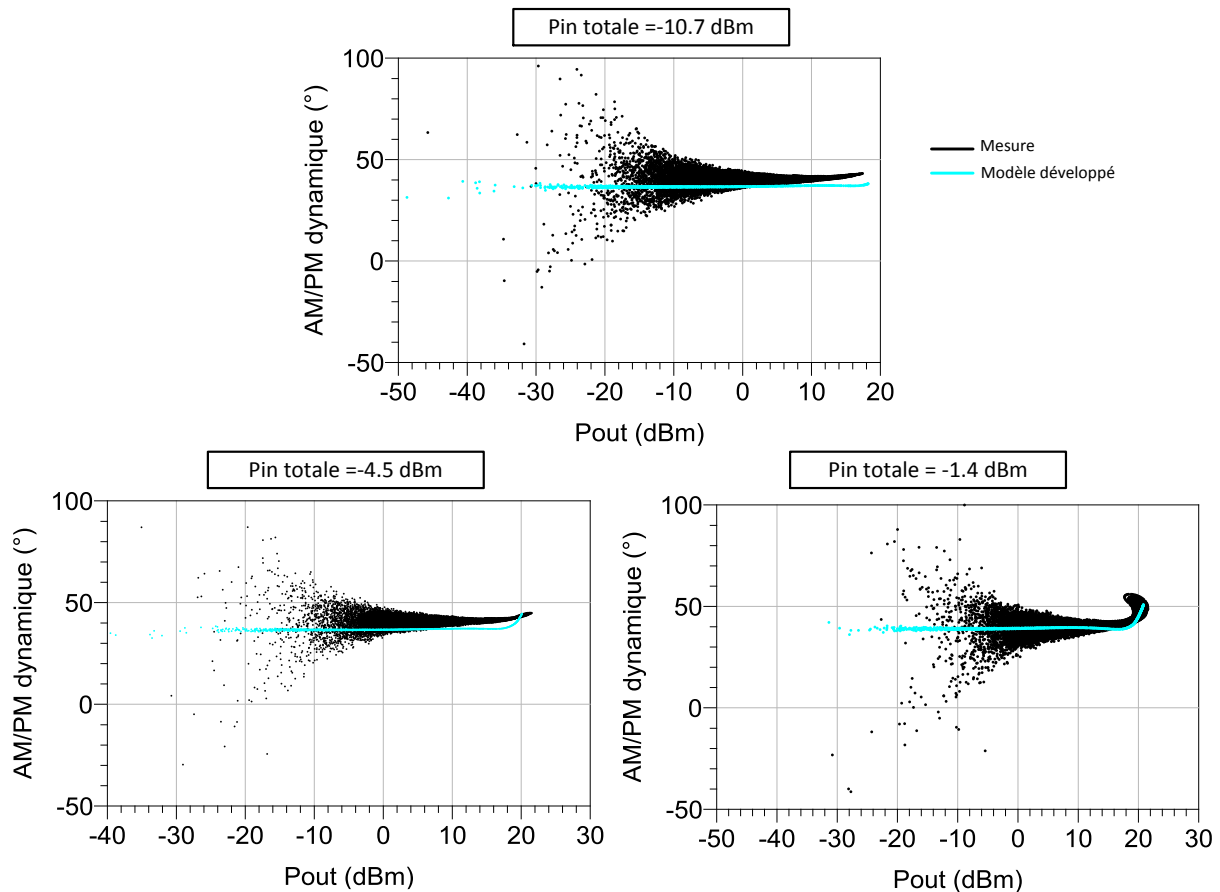 Pin totale =-10.7 dBm
AM/PM dynamique (°)
100
50
0
-50
-50 -40 -30 -20 -10 0 10 20
Pout (dBm)
Mesure
Modèle développé
Pin totale =-4.5 dBm
AM/PM dynamique (°)
100
50
0
-50
-40 -30 -20 -10 0 10 20 30
Pout (dBm)
Pin totale = -1.4 dBm
AM/PM dynamique (°)
100
50
0
-50
-50 -40 -30 -20 -10 0 10 20 30
Pout (dBm)